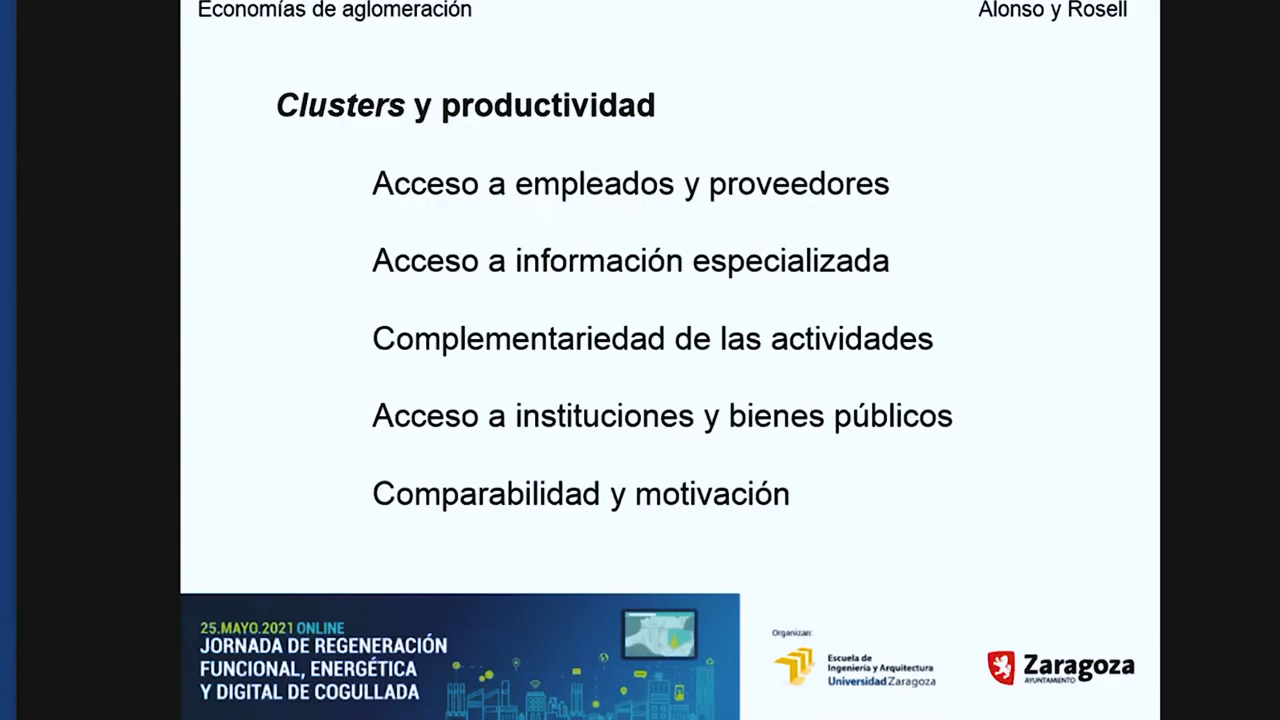 Economías de aglomeración
Alonso y Rosell
Clusters y productividad
Acceso a empleados y proveedores
Acceso a información especializada
Complementariedad de las actividades
Acceso a instituciones y bienes públicos
Comparabilidad y motivación
25.MAYO.2021 ONLINE
JORNADA DE REGENERACIÓN
FUNCIONAL, ENERGÉTICA
Y DIGITAL DE COGULLADA
Organizan:
Escuela de
Ingeniería y Arquitectura
Universidad Zaragoza
Zaragoza
AYUNTAMIENTO